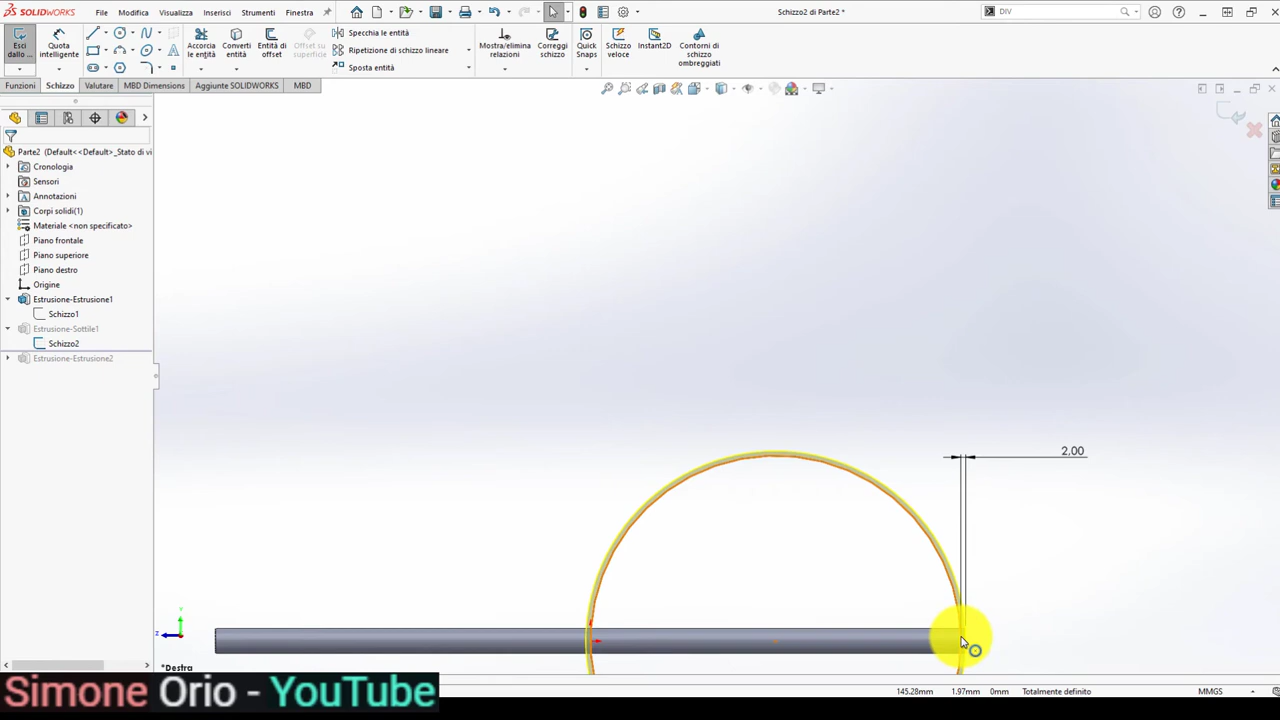 SOLIDWORKS
File Modifica Visualizza Inserisci Strumenti Finestra
Schizzo2 di Parte2 *
DIV
Esci dallo ...
Quota intelligente
Accorcia le entità
Converti entità
Entità di offset
Offset su superficie
Specchia le entità
Ripetizione di schizzo lineare
Sposta entità
Mostra/elimina relazioni
Correggi schizzo
Quick Snaps
Schizzo veloce
Instant2D
Contorni di schizzo ombreggiati
Funzioni Schizzo Valutare MBD Dimensions Aggiunte SOLIDWORKS MBD
Parte2 (Default<<Default>_Stato di vi
Cronologia
Sensori
Annotazioni
Corpi solidi(1)
Materiale <non specificato>
Piano frontale
Piano superiore
Piano destro
Origine
Estrusione-Estrusione1
Schizzo1
Estrusione-Sottile1
Schizzo2
Estrusione-Estrusione2
2,00
Y
Z
*Destra
Simone Orio - YouTube
145.28mm 1.97mm 0mm Totalmente definito MMGS